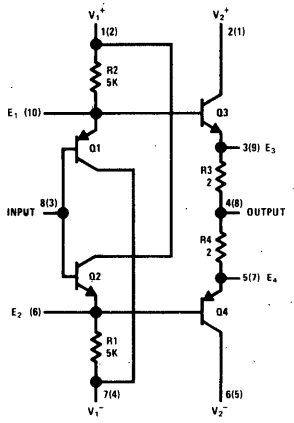 V1+ V2+
1(2) 2(1)
R2
5K
E1 (10) Q3
3(9) E3
Q1
R3
2
8(3) 4(8)
INPUT OUTPUT
R4
2
Q2
5(7) E4
E2 (6)
Q4
R1
5K
7(4) 6(5)
V1- V2-